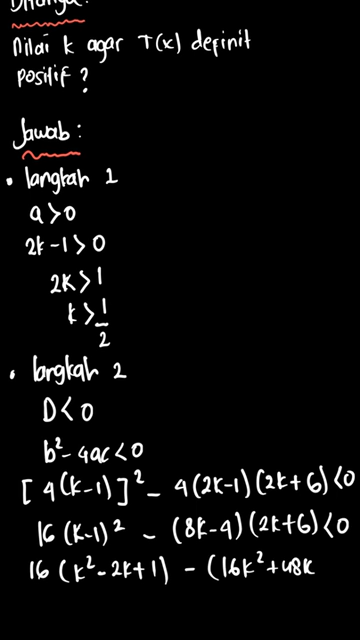 Ditanya:
Nilai k agar T(x) definit
positif?
Jawab:
• langkah 1
a>0
2k-1>0
2k>1
k>1/2
• langkah 2
D<0
b²-4ac<0
[4(k-1)]²-4(2k-1)(2k+6)<0
16(k-1)²-(8k-4)(2k+6)<0
16(k²-2k+1)-(16k²+48k